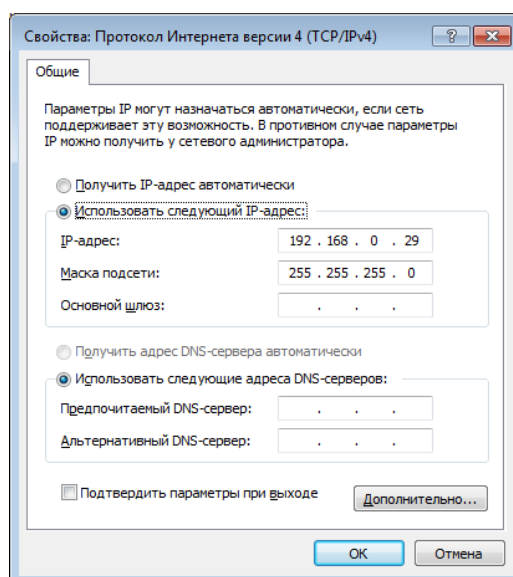 Свойства: Протокол Интернета версии 4 (TCP/IPv4)
Общие
Параметры IP могут назначаться автоматически, если сеть
поддерживает эту возможность. В противном случае параметры
IP можно получить у сетевого администратора.
Получить IP-адрес автоматически
Использовать следующий IP-адрес:
IP-адрес: 192 . 168 . 0 . 29
Маска подсети: 255 . 255 . 255 . 0
Основной шлюз: . . .
Получить адрес DNS-сервера автоматически
Использовать следующие адреса DNS-серверов:
Предпочитаемый DNS-сервер: . . .
Альтернативный DNS-сервер: . . .
Подтвердить параметры при выходе
Дополнительно...
ОК Отмена